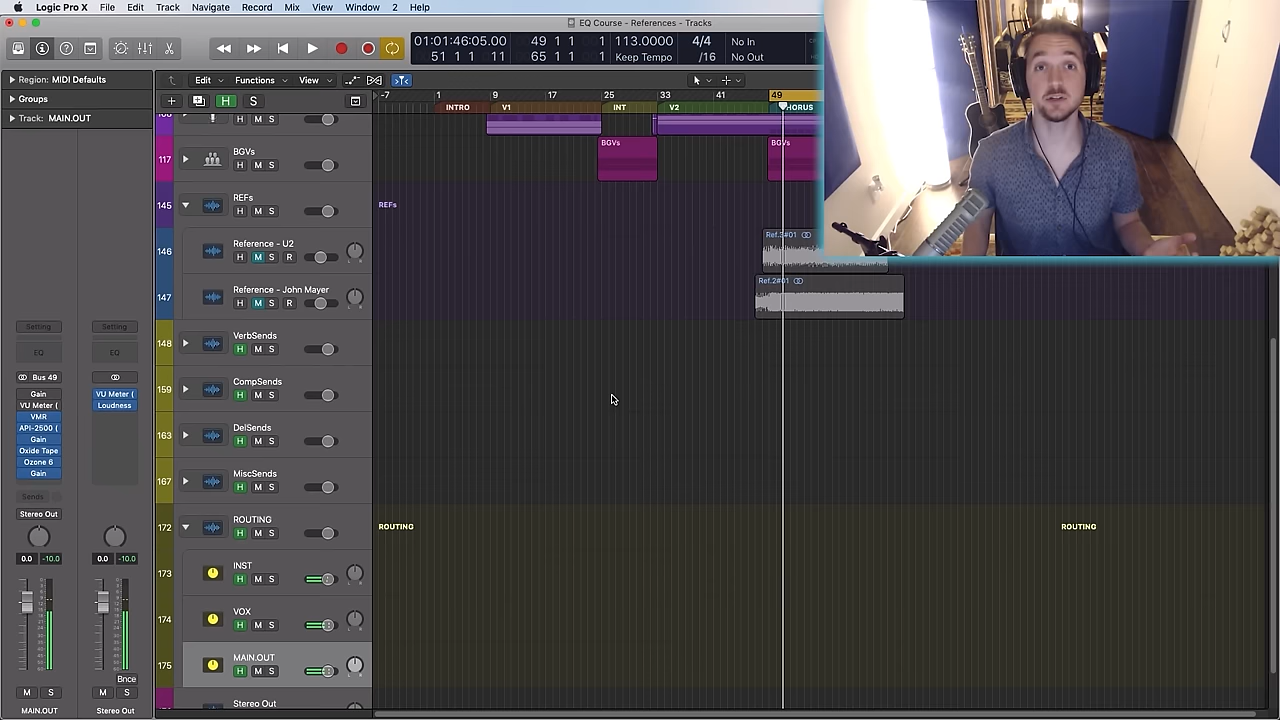 Logic Pro X File Edit Track Navigate Record Mix View Window 2 Help
EQ Course - References - Tracks
01:01:46:05.00 49 1 1 1 113.0000 4/4 No In
51 1 1 11 65 1 1 1 Keep Tempo /16 No Out
Region: MIDI Defaults
Edit Functions View
Groups
H S
-7 1 9 17 25 33 41 49
INTRO V1 INT V2 CHORUS
Track: MAIN.OUT
H M S
117 BGVs
H M S
BGVs BGVs
145 REFs
H M S
REFs
146 Reference - U2
H M S R
Ref.3#01
147 Reference - John Mayer
H M S R
Ref.2#01
148 VerbSends
H M S
159 CompSends
H M S
163 DelSends
H M S
167 MiscSends
H M S
172 ROUTING
H M S
ROUTING ROUTING
173 INST
H M S
174 VOX
H M S
175 MAIN.OUT
H M S
Stereo Out
Setting Setting
EQ EQ
Bus 49
Gain VU Meter (
VU Meter ( Loudness
VMR
API-2500 (
Gain
Oxide Tape
Ozone 6
Gain
Sends
Stereo Out
0.0 -10.0 0.0 -10.0
Bnce
M S M S
MAIN.OUT Stereo Out